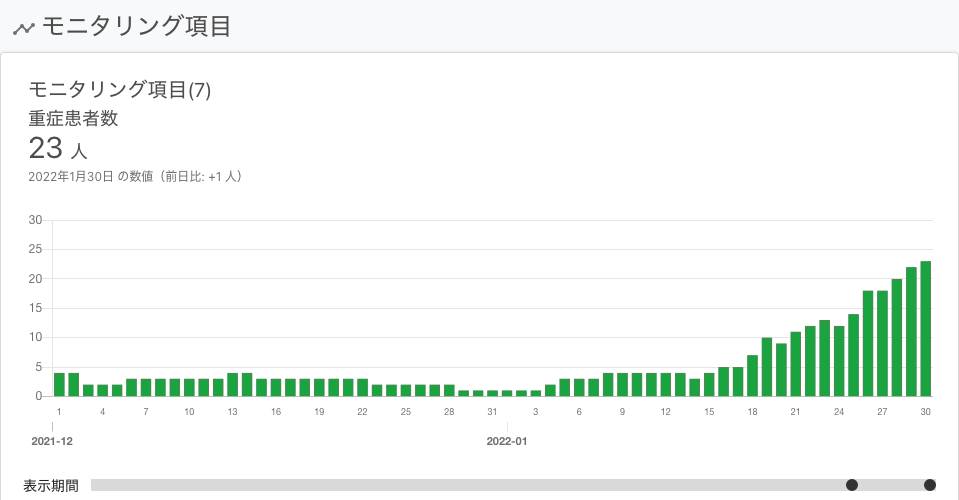 モニタリング項目
モニタリング項目(7)
重症患者数
23 人
2022年1月30日 の数値（前日比: +1 人）
30
25
20
15
10
5
0
1 4 7 10 13 16 19 22 25 28 31 3 6 9 12 15 18 21 24 27 30
2021-12 2022-01
表示期間